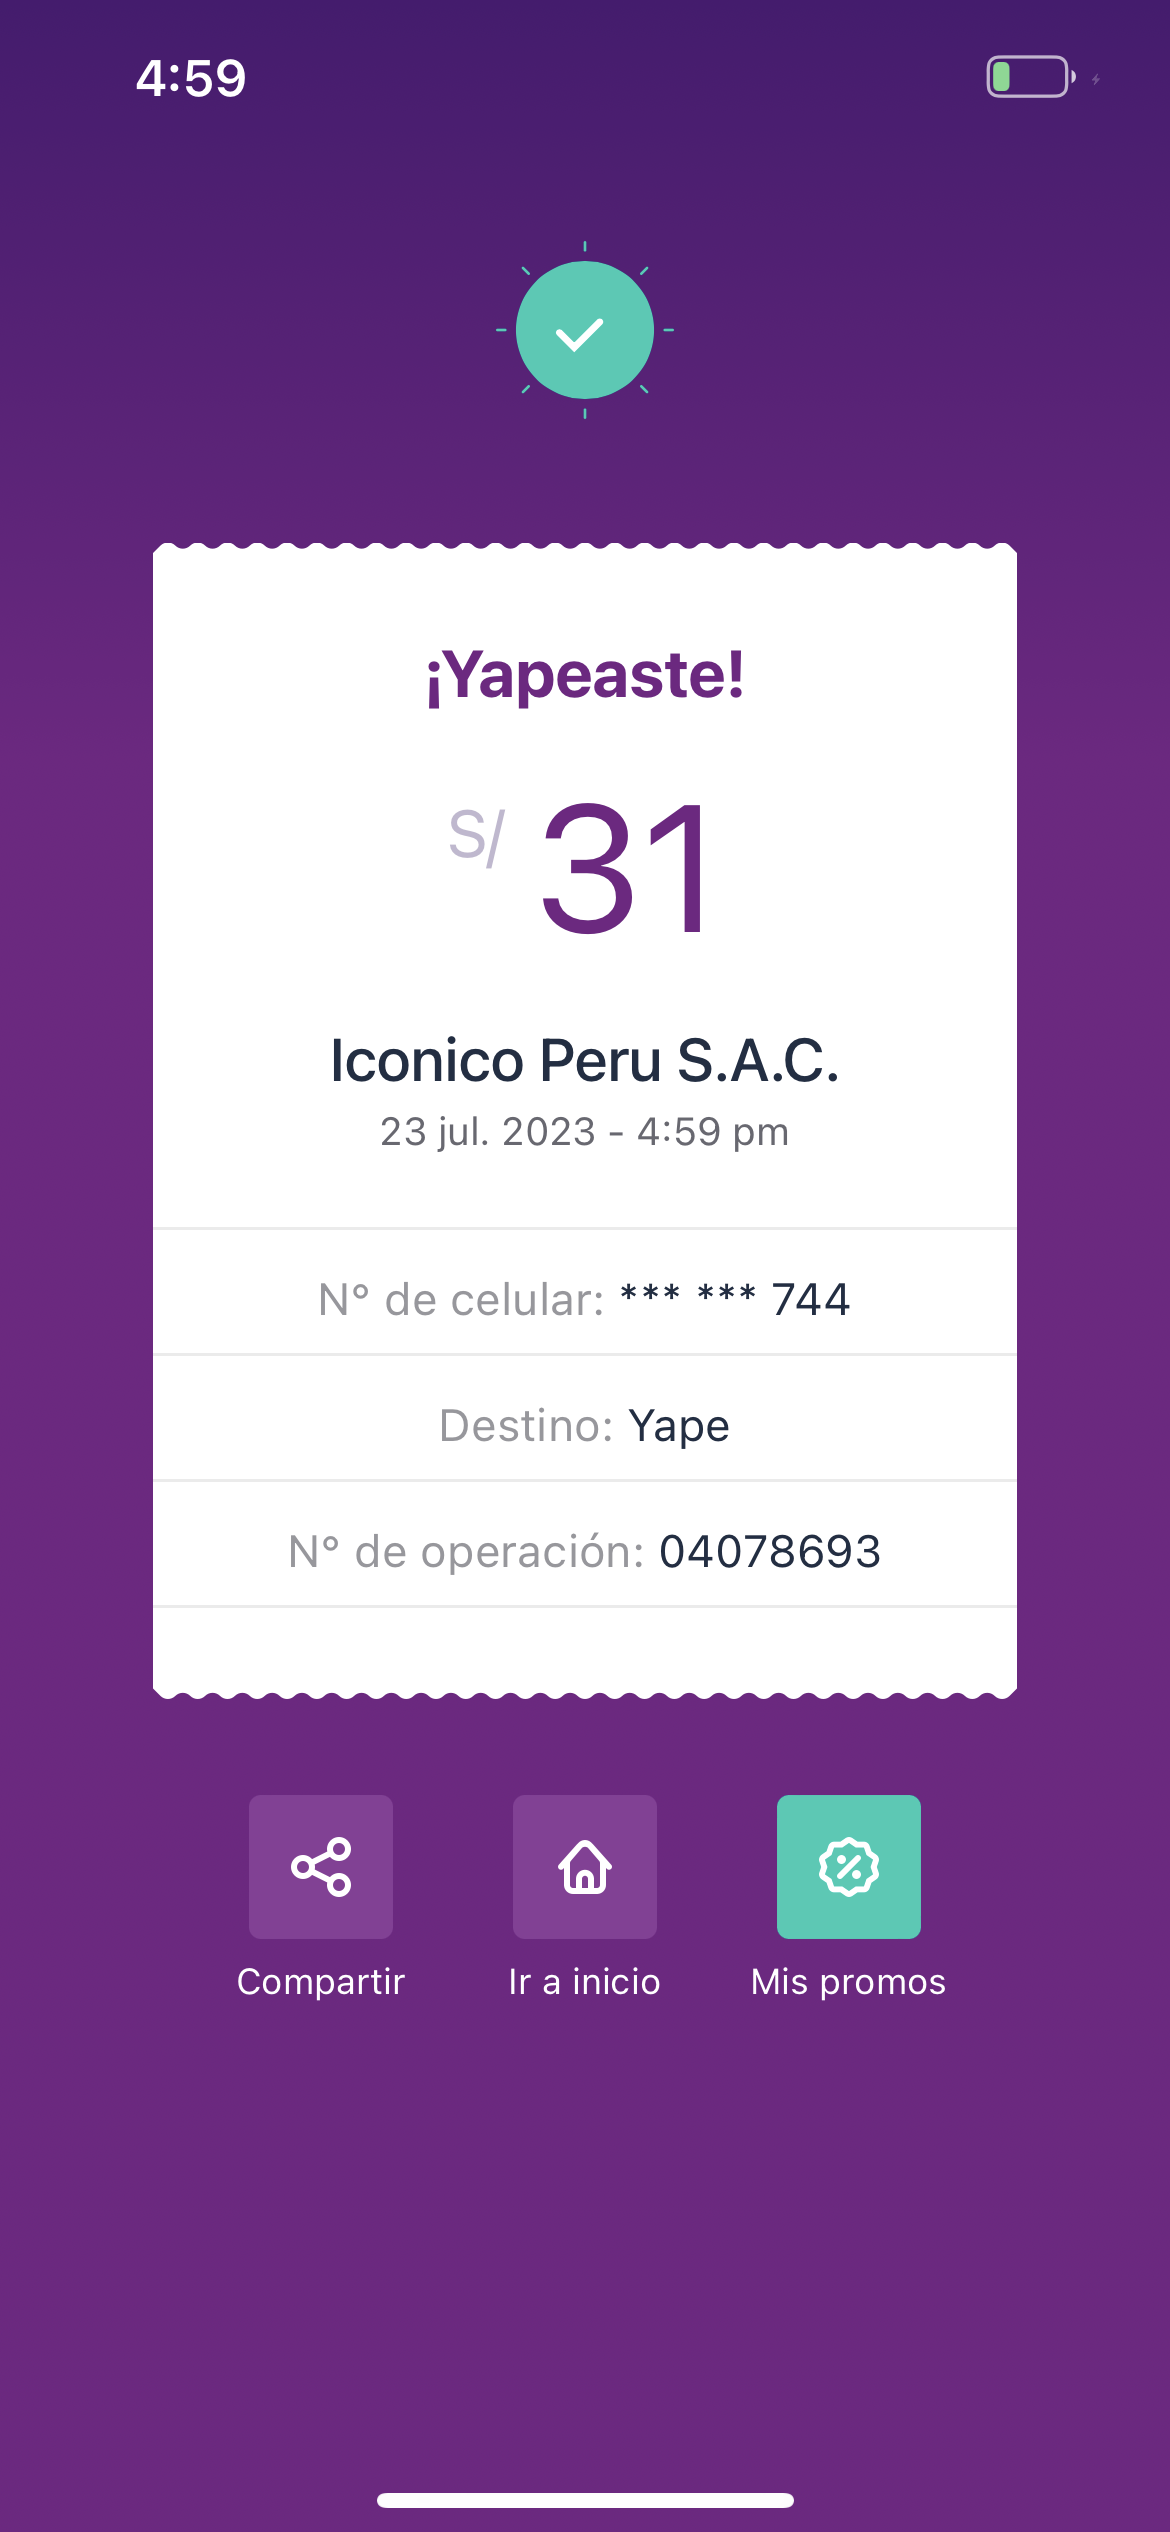 4:59
¡Yapeaste!
S/ 31
Iconico Peru S.A.C.
23 jul. 2023 - 4:59 pm
N° de celular: *** *** 744
Destino: Yape
N° de operación: 04078693
Compartir Ir a inicio Mis promos